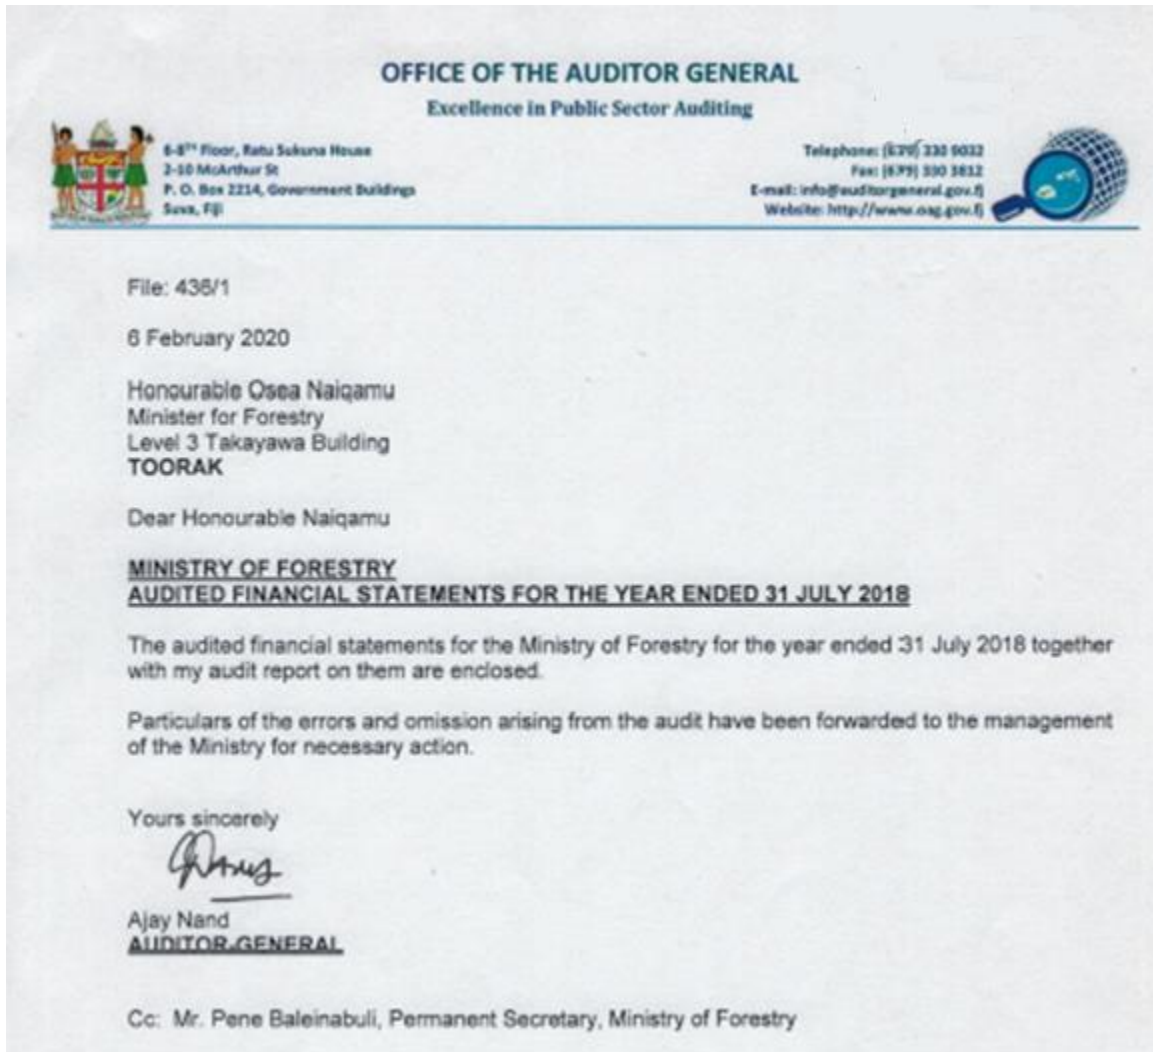 OFFICE OF THE AUDITOR GENERAL
Excellence in Public Sector Auditing
6-8TH Floor, Ratu Sukuna House
2-10 McArthur St
P. O. Box 2214, Government Buildings
Suva, Fiji
Telephone: (679) 330 9032
Fax: (679) 330 3812
E-mail: info@auditorgeneral.gov.fj
Website: http://www.oag.gov.fj
File: 436/1
6 February 2020
Honourable Osea Naiqamu
Minister for Forestry
Level 3 Takayawa Building
TOORAK
Dear Honourable Naiqamu
MINISTRY OF FORESTRY
AUDITED FINANCIAL STATEMENTS FOR THE YEAR ENDED 31 JULY 2018
The audited financial statements for the Ministry of Forestry for the year ended 31 July 2018 together
with my audit report on them are enclosed.
Particulars of the errors and omission arising from the audit have been forwarded to the management
of the Ministry for necessary action.
Yours sincerely
Ajay Nand
AUDITOR-GENERAL
Cc: Mr. Pene Baleinabuli, Permanent Secretary, Ministry of Forestry